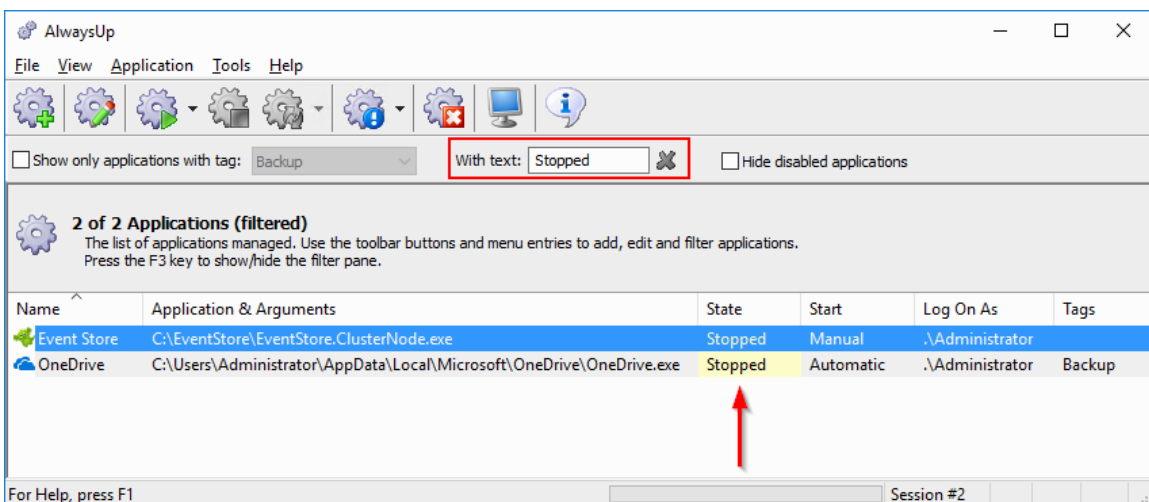 AlwaysUp
File View Application Tools Help
Show only applications with tag: Backup With text: Stopped Hide disabled applications
2 of 2 Applications (filtered)
The list of applications managed. Use the toolbar buttons and menu entries to add, edit and filter applications.
Press the F3 key to show/hide the filter pane.
Name Application & Arguments State Start Log On As Tags
Event Store C:\EventStore\EventStore.ClusterNode.exe Stopped Manual .\Administrator
OneDrive C:\Users\Administrator\AppData\Local\Microsoft\OneDrive\OneDrive.exe Stopped Automatic .\Administrator Backup
For Help, press F1 Session #2